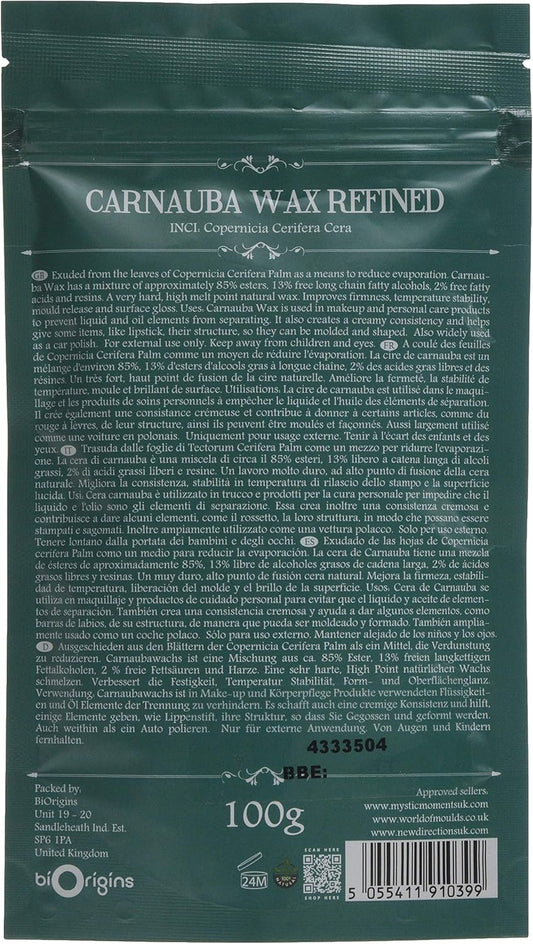 CARNAUBA WAX REFINED
INCI: Copernicia Cerifera Cera
GB Exuded from the leaves of Copernicia Cerifera Palm as a means to reduce evaporation. Carnau-
ba Wax has a mixture of approximately 85% esters, 13% free long chain fatty alcohols, 2% free fatty
acids and resins. A very hard, high melt point natural wax. Improves firmness, temperature stability,
mould release and surface gloss. Uses. Carnauba Wax is used in makeup and personal care products
to prevent liquid and oil elements from separating. It also creates a creamy consistency and helps
give some items, like lipstick, their structure, so they can be molded and shaped. Also widely used
as a car polish. For external use only. Keep away from children and eyes. FR A coulé des feuilles
de Copernicia Cerifera Palm comme un moyen de réduire l'évaporation. La cire de carnauba est un
mélange d'environ 85%, 13% d'esters d'alcools gras à longue chaîne, 2% des acides gras libres et des
résines. Un très fort, haut point de fusion de la cire naturelle. Améliore la fermeté, la stabilité de
température, moule et brillant de surface. Utilisations. La cire de carnauba est utilisé dans le maqui-
llage et les produits de soins personnels à empêcher le liquide et l'huile des éléments de séparation.
Il crée également une consistance crémeuse et contribue à donner à certains articles, comme du
rouge à lèvres, de leur structure, ainsi ils peuvent être moulés et façonnés. Aussi largement utilisé
comme une voiture en polonais. Uniquement pour usage externe. Tenir à l'écart des enfants et des
yeux. IT Trasuda dalle foglie di Tectorum Cerifera Palm come un mezzo per ridurre l'evaporazi-
one. La cera di carnauba è una miscela di circa il 85% esteri, 13% libero a catena lunga di alcoli
grassi, 2% di acidi grassi liberi e resine. Un lavoro molto duro, ad alto punto di fusione della cera
naturale. Migliora la consistenza, stabilità in temperatura di rilascio dello stampo e la superficie
lucida. Usi. Cera carnauba è utilizzato in trucco e prodotti per la cura personale per impedire che il
liquido e l'olio sono gli elementi di separazione. Essa crea inoltre una consistenza cremosa e
contribuisce a dare alcuni elementi, come il rossetto, la loro struttura, in modo che possano essere
stampati e sagomati. Inoltre ampiamente utilizzato come una vettura polacco. Solo per uso esterno.
Tenere lontano dalla portata dei bambini e degli occhi. ES Exudado de las hojas de Copernicia
cerifera Palm como un medio para reducir la evaporación. La cera de Carnauba tiene una mezcla
de ésteres de aproximadamente 85%, 13% libre de alcoholes grasos de cadena larga, 2% de ácidos
grasos libres y resinas. Un muy duro, alto punto de fusión cera natural. Mejora la firmeza, estabili-
dad de temperatura, liberación del molde y el brillo de la superficie. Usos. Cera de Carnauba se
utiliza en maquillaje y productos de cuidado personal para evitar que el líquido y aceite de elemen-
tos de separación. También crea una consistencia cremosa y ayuda a dar algunos elementos, como
barras de labios, de su estructura, de manera que pueda ser moldeado y formado. También amplia-
mente usado como un coche polaco. Sólo para uso externo. Mantener alejado de los niños y los ojos.
D Ausgeschieden aus den Blättern der Copernicia Cerifera Palm als ein Mittel, die Verdunstung
zu reduzieren. Carnaubawachs ist eine Mischung aus ca. 85% Ester, 13% freien langkettigen
Fettalkoholen, 2 % freie Fettsäuren und Harze. Eine sehr harte, High Point natürlichen Wachs
schmelzen. Verbessert die Festigkeit, Temperatur Stabilität, Form- und Oberflächenglanz.
Verwendung. Carnaubawachs ist in Make-up und Körperpflege Produkte verwendeten Flüssigkeit-
en und Öl Elemente der Trennung zu verhindern. Es schafft auch eine cremige Konsistenz und hilft,
einige Elemente geben, wie Lippenstift, ihre Struktur, so dass Sie Gegossen und geformt werden.
Auch weithin als ein Auto polieren. Nur für externe Anwendung. Von Augen und Kindern
fernhalten.
4333504
BBE:
Packed by:
BiOrigins
Unit 19 - 20
Sandleheath Ind. Est.
SP6 1PA
United Kingdom
100g
Approved sellers:
www.mysticmomentsuk.com
www.worldofmoulds.co.uk
www.newdirectionsuk.com
biOrigins
24M
100%
NATURAL
SCAN HERE
SHOP HERE
5 055411 910399